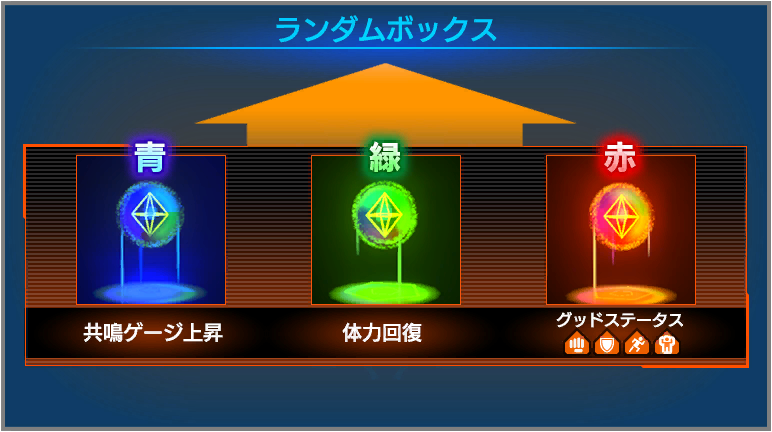 ランダムボックス
青
緑
赤
共鳴ゲージ上昇
体力回復
グッドステータス